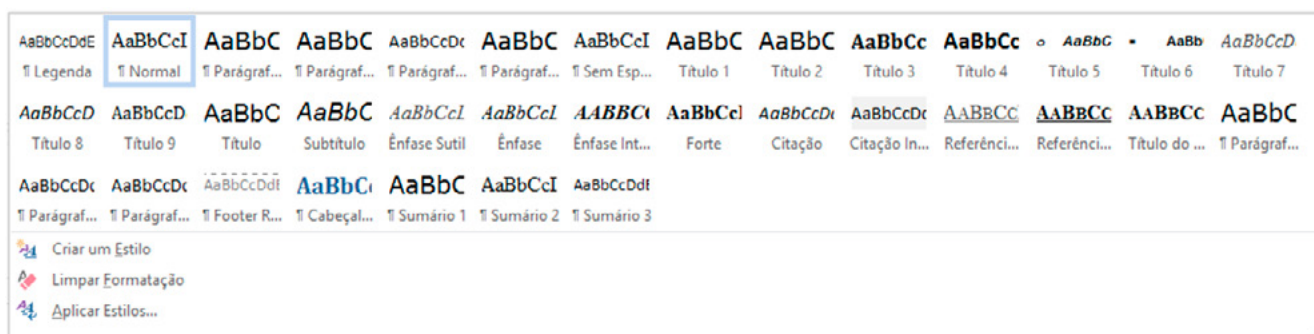 AaBbCcDdE AaBbCcI AaBbC AaBbC AaBbCcDc AaBbC AaBbCcI AaBbC AaBbC AaBbCc AaBbCc AaBbC AaBb AaBbCcD
¶ Legenda ¶ Normal ¶ Parágraf... ¶ Parágraf... ¶ Parágraf... ¶ Parágraf... ¶ Sem Esp... Título 1 Título 2 Título 3 Título 4 Título 5 Título 6 Título 7
AaBbCcD AaBbCcD AaBbC AaBbC AaBbCcL AaBbCcL AABBC AaBbCcI AaBbCcDc AaBbCcDc AABBCC AABBCC AABBCC AaBbC
Título 8 Título 9 Título Subtítulo Ênfase Sutil Ênfase Ênfase Int... Forte Citação Citação In... Referênci... Referênci... Título do ... ¶ Parágraf...
AaBbCcDc AaBbCcDc AaBbCcDdE AaBbC AaBbC AaBbCcI AaBbCcDdE
¶ Parágraf... ¶ Parágraf... ¶ Footer R... ¶ Cabeçal... ¶ Sumário 1 ¶ Sumário 2 ¶ Sumário 3
Criar um Estilo
Limpar Formatação
Aplicar Estilos...